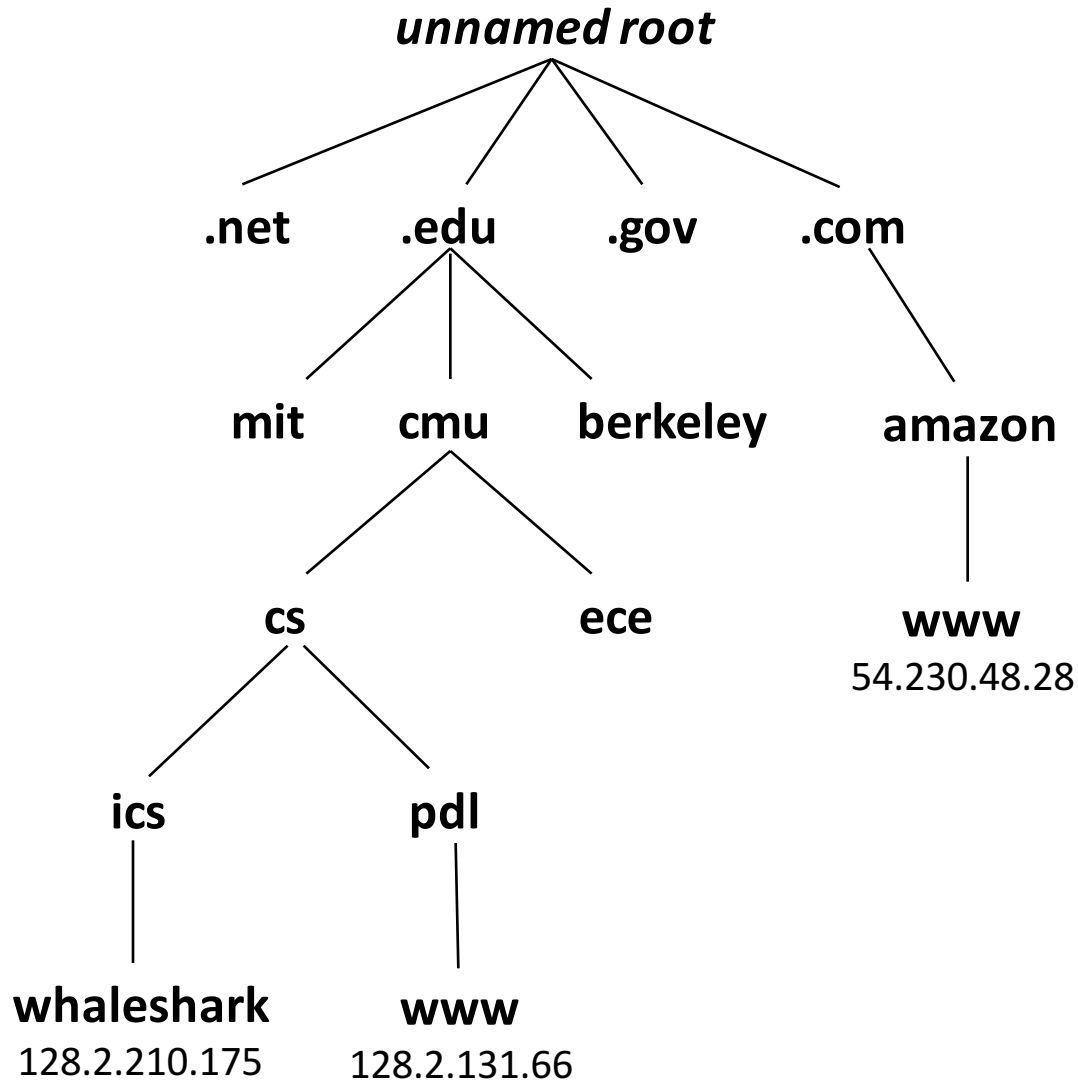 unnamed root
.net .edu .gov .com
mit cmu berkeley amazon
cs ece www
54.230.48.28
ics pdl
whaleshark www
128.2.210.175 128.2.131.66